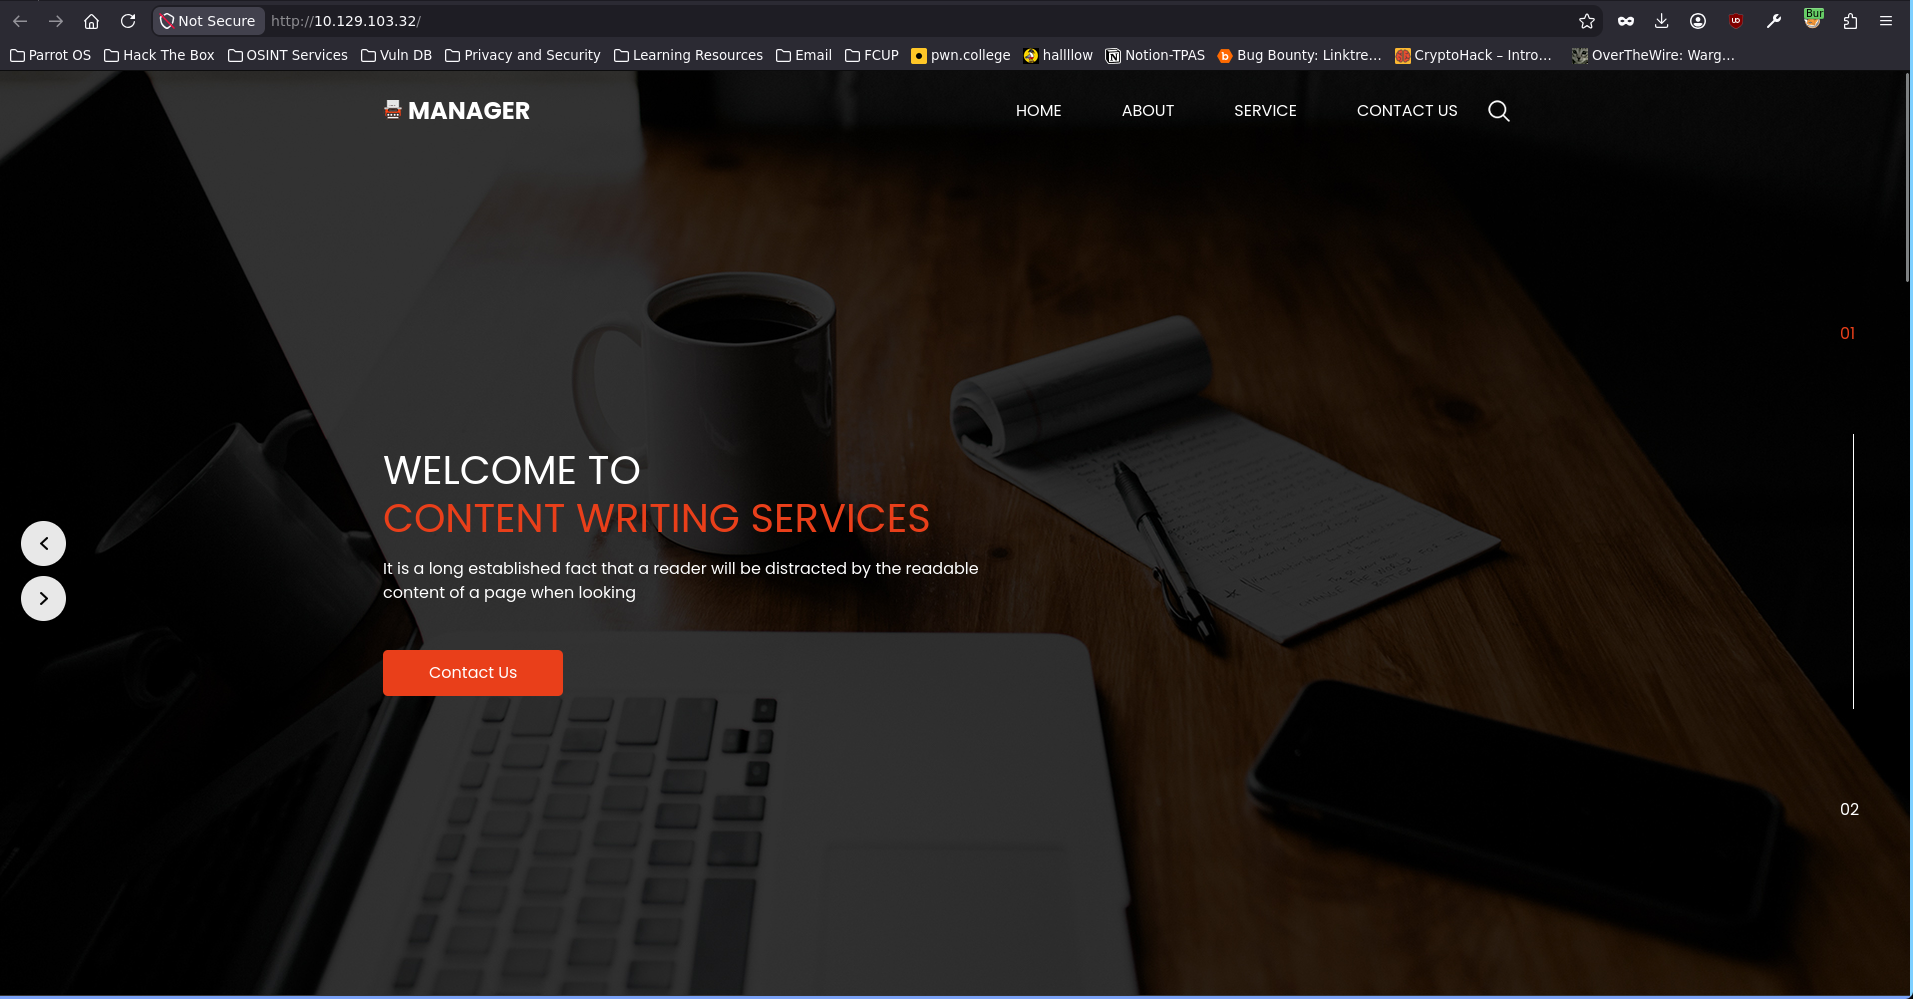 Not Secure http://10.129.103.32/
Bur
Parrot OS Hack The Box OSINT Services Vuln DB Privacy and Security Learning Resources Email FCUP pwn.college hallllow Notion-TPAS Bug Bounty: Linktre... CryptoHack – Intro... OverTheWire: Warg...
MANAGER HOME ABOUT SERVICE CONTACT US
01
WELCOME TO
CONTENT WRITING SERVICES
It is a long established fact that a reader will be distracted by the readable
content of a page when looking
Contact Us
02